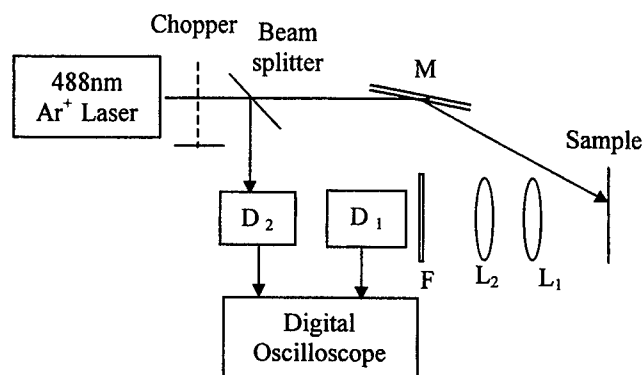 Chopper
Beam
splitter
M
488nm
Ar⁺ Laser
Sample
D₂
D₁
F
L₂
L₁
Digital
Oscilloscope